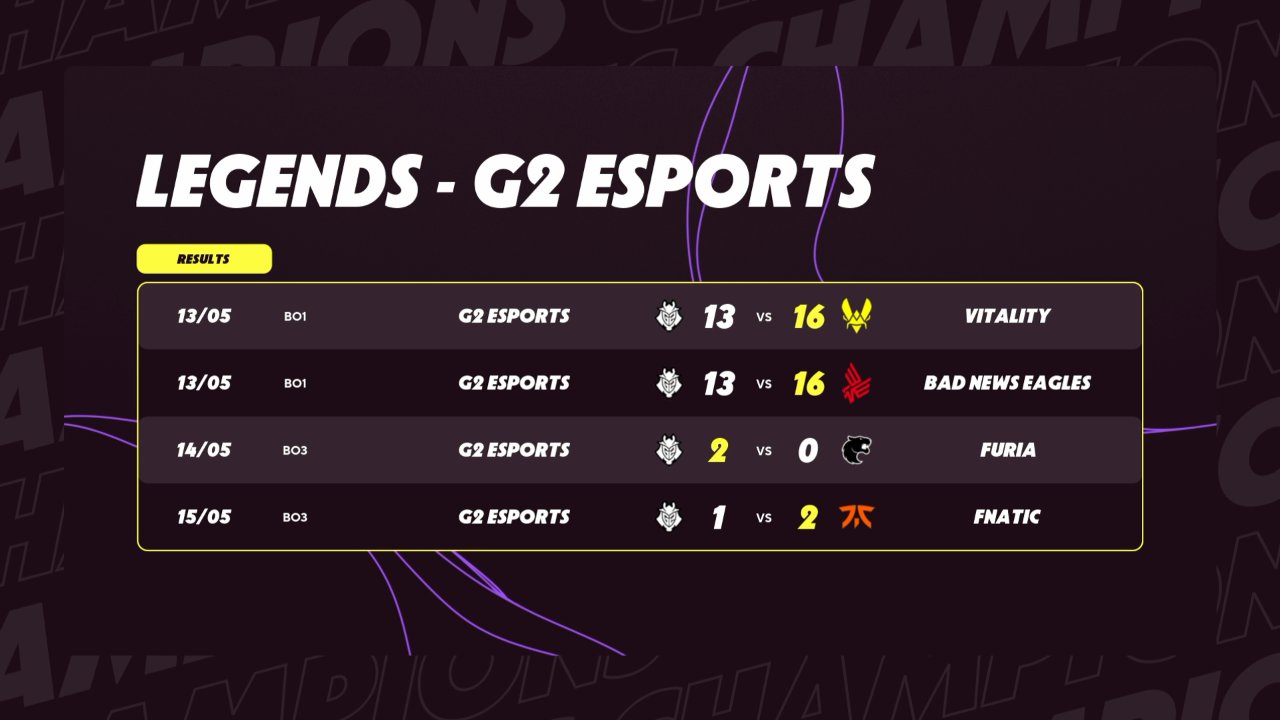 CHAMPIONS CHAMPI
LEGENDS - G2 ESPORTS
RESULTS
13/05 BO1 G2 ESPORTS 13 VS 16 VITALITY
13/05 BO1 G2 ESPORTS 13 VS 16 BAD NEWS EAGLES
14/05 BO3 G2 ESPORTS 2 VS 0 FURIA
15/05 BO3 G2 ESPORTS 1 VS 2 FNATIC